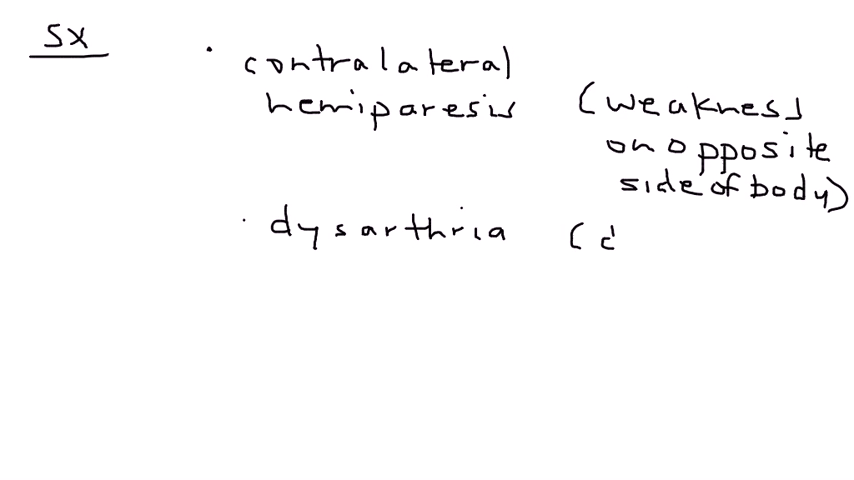 SX
· contralateral
hemiparesis (weakness
on opposite
side of body)
· dysarthria (d